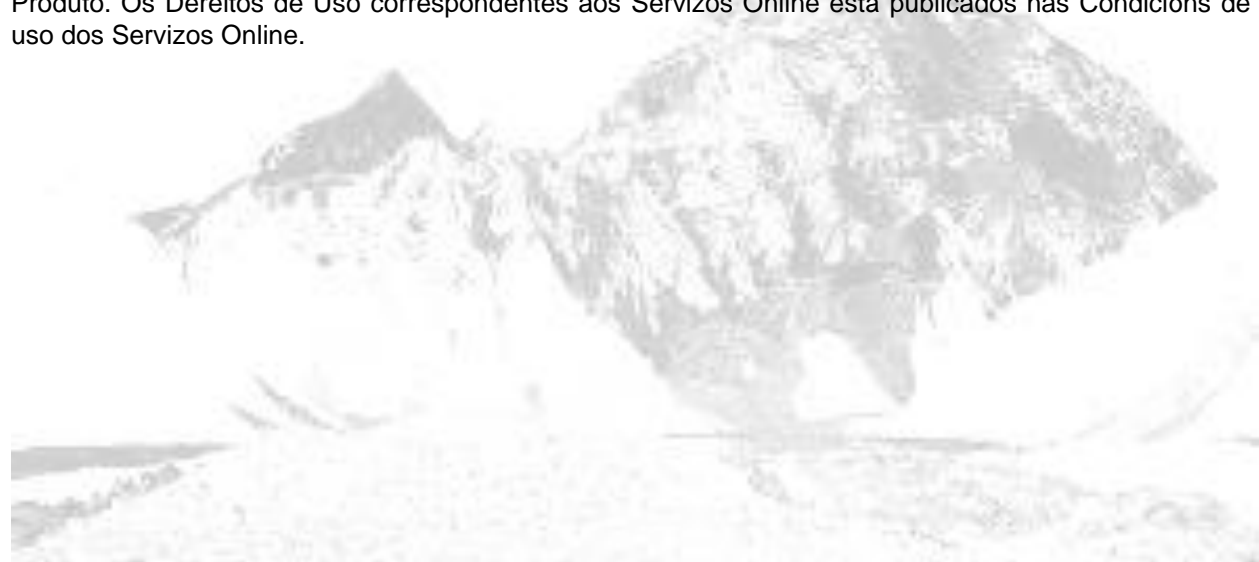 Produto. Os Dereitos de Uso correspondentes aos Servizos Online está publicados nas Condicións de
uso dos Servizos Online.